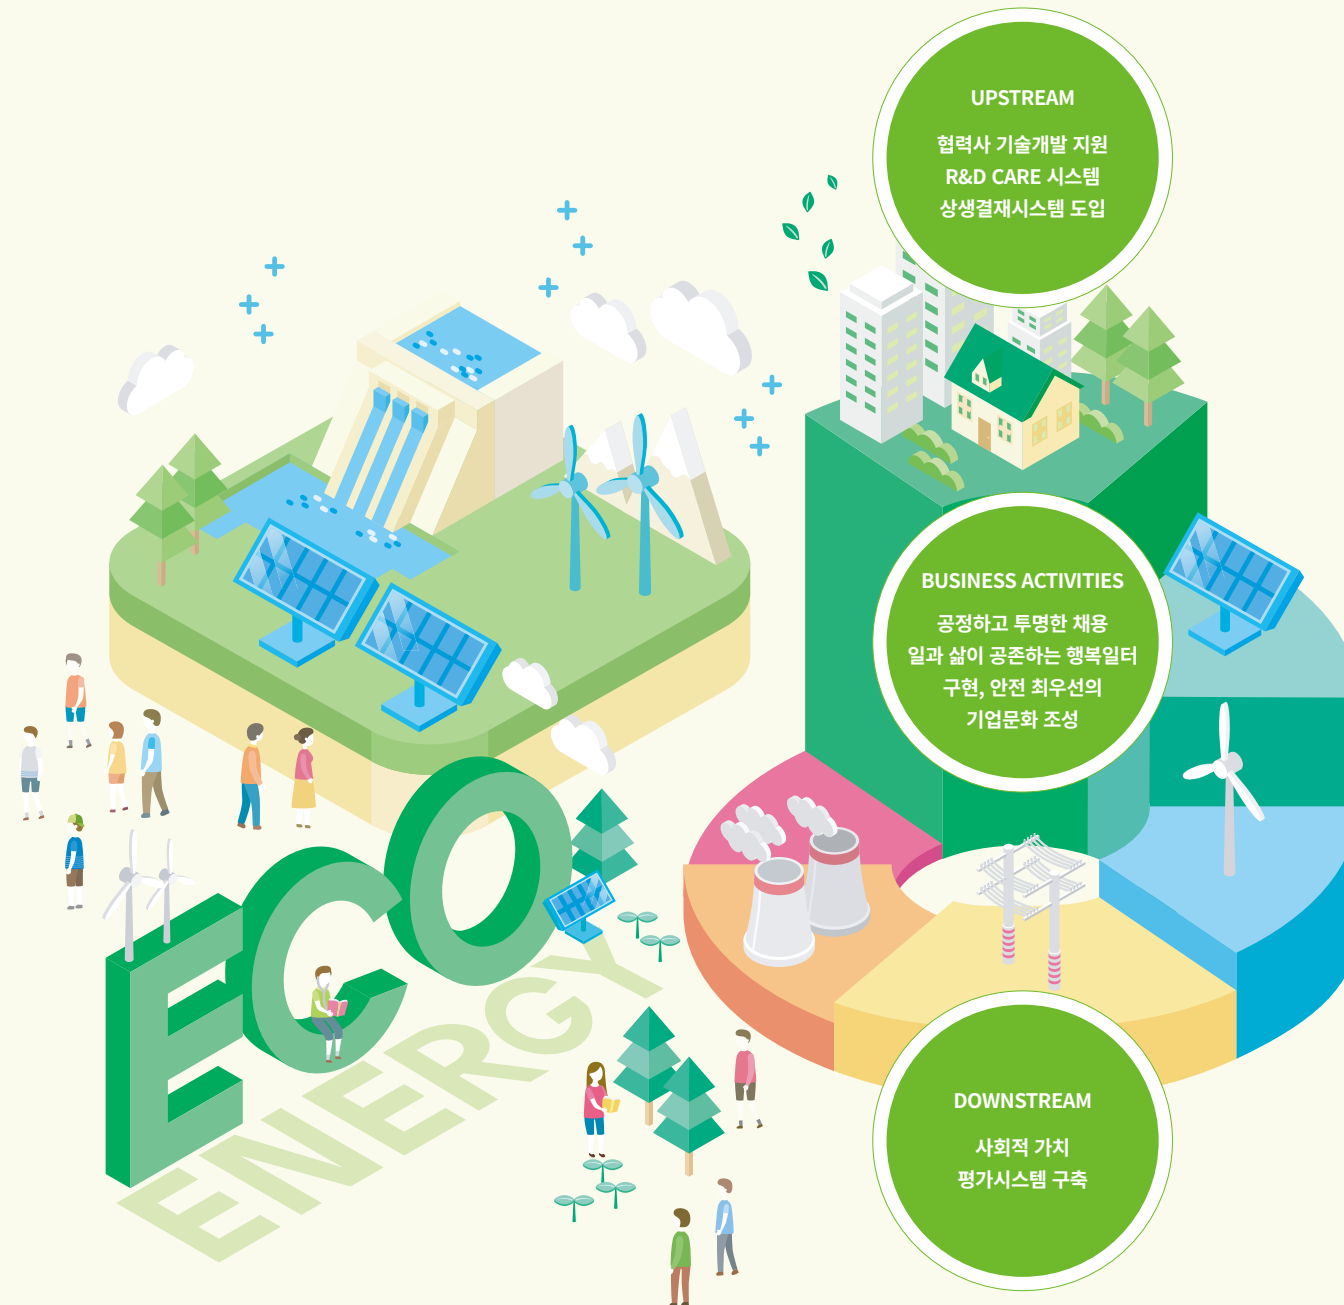 UPSTREAM
협력사 기술개발 지원
R&D CARE 시스템
상생결재시스템 도입
BUSINESS ACTIVITIES
공정하고 투명한 채용
일과 삶이 공존하는 행복일터
구현, 안전 최우선의
기업문화 조성
ECO
ENERGY
DOWNSTREAM
사회적 가치
평가시스템 구축